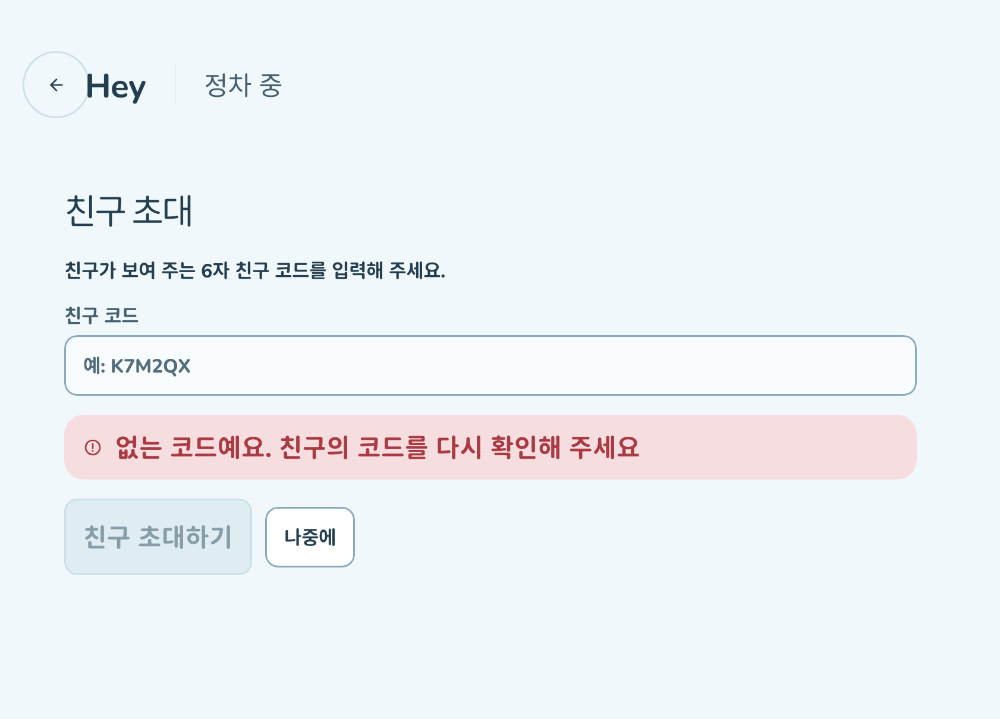 Hey
정차 중
친구 초대
친구가 보여 주는 6자 친구 코드를 입력해 주세요.
친구 코드
예: K7M2QX
없는 코드예요. 친구의 코드를 다시 확인해 주세요
친구 초대하기
나중에